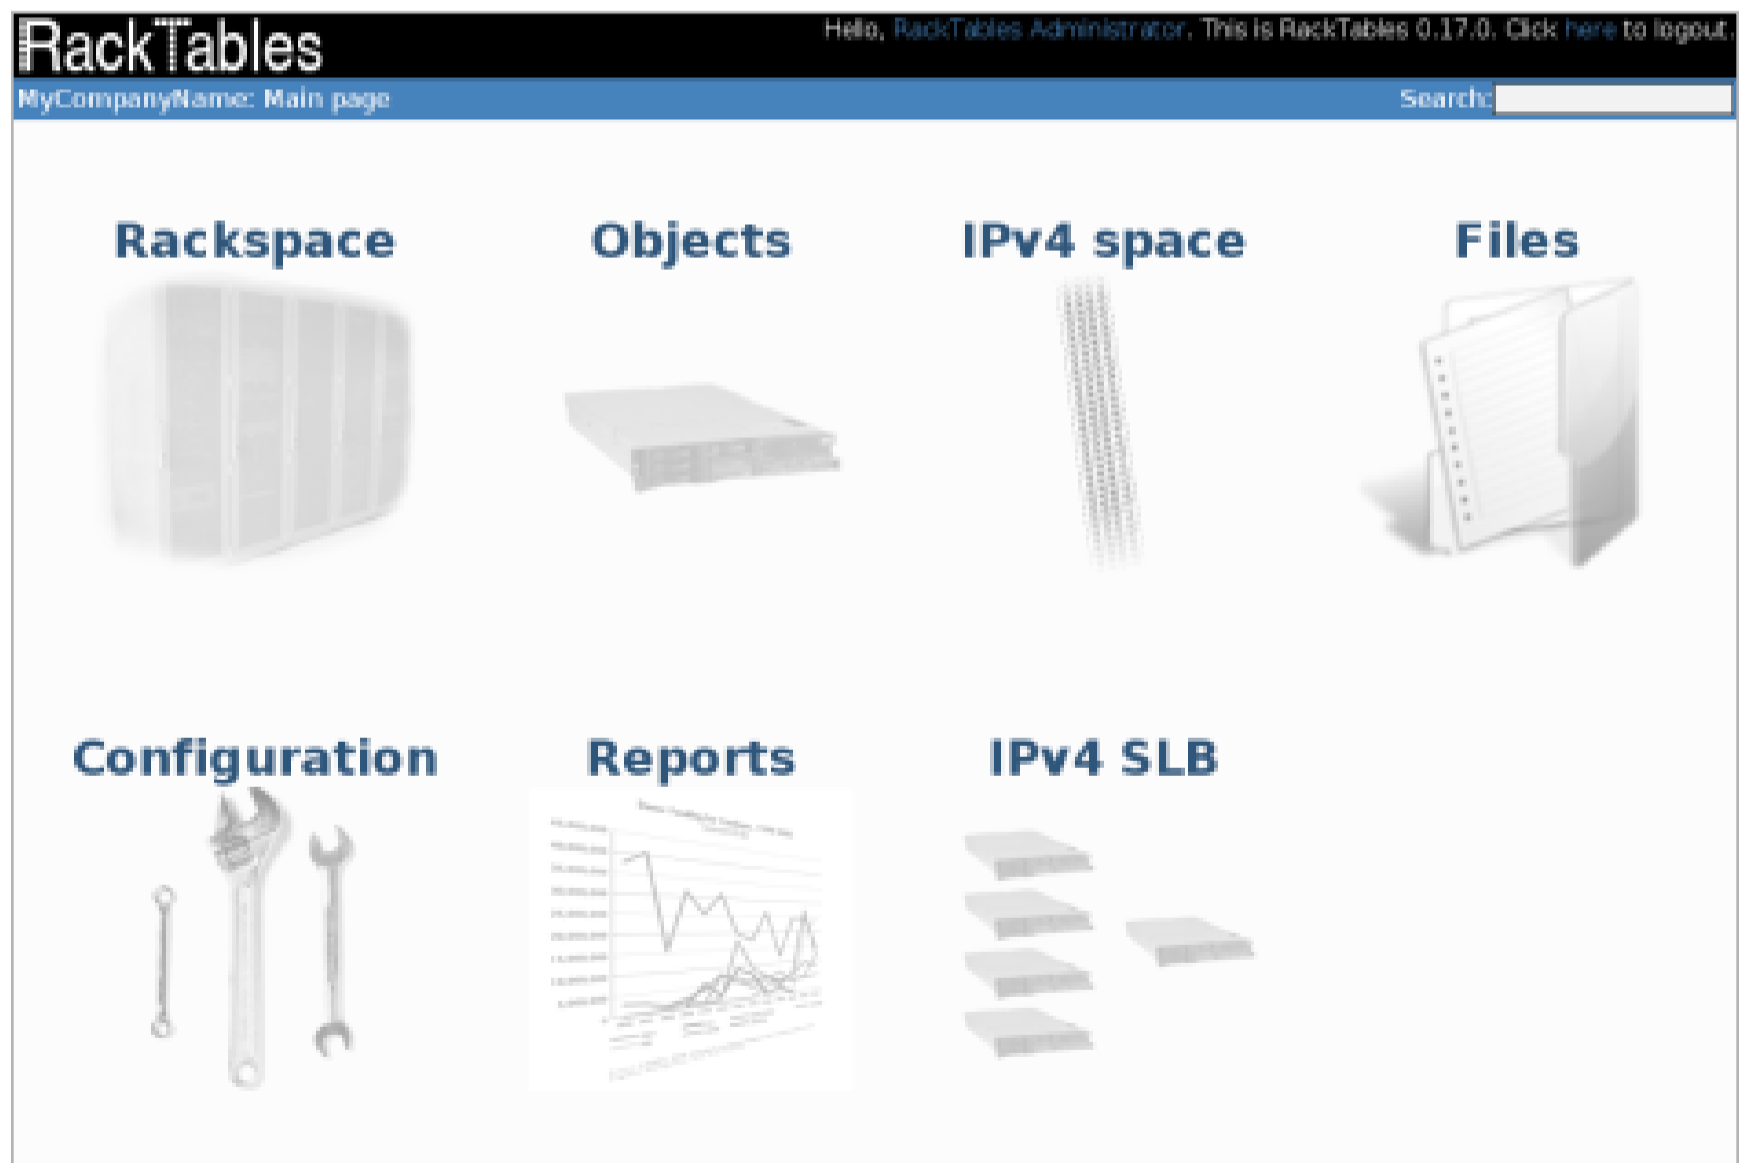 RackTables
Hello, RackTables Administrator. This is RackTables 0.17.0. Click here to logout.
MyCompanyName: Main page
Search:
Rackspace
Objects
IPv4 space
Files
Configuration
Reports
IPv4 SLB